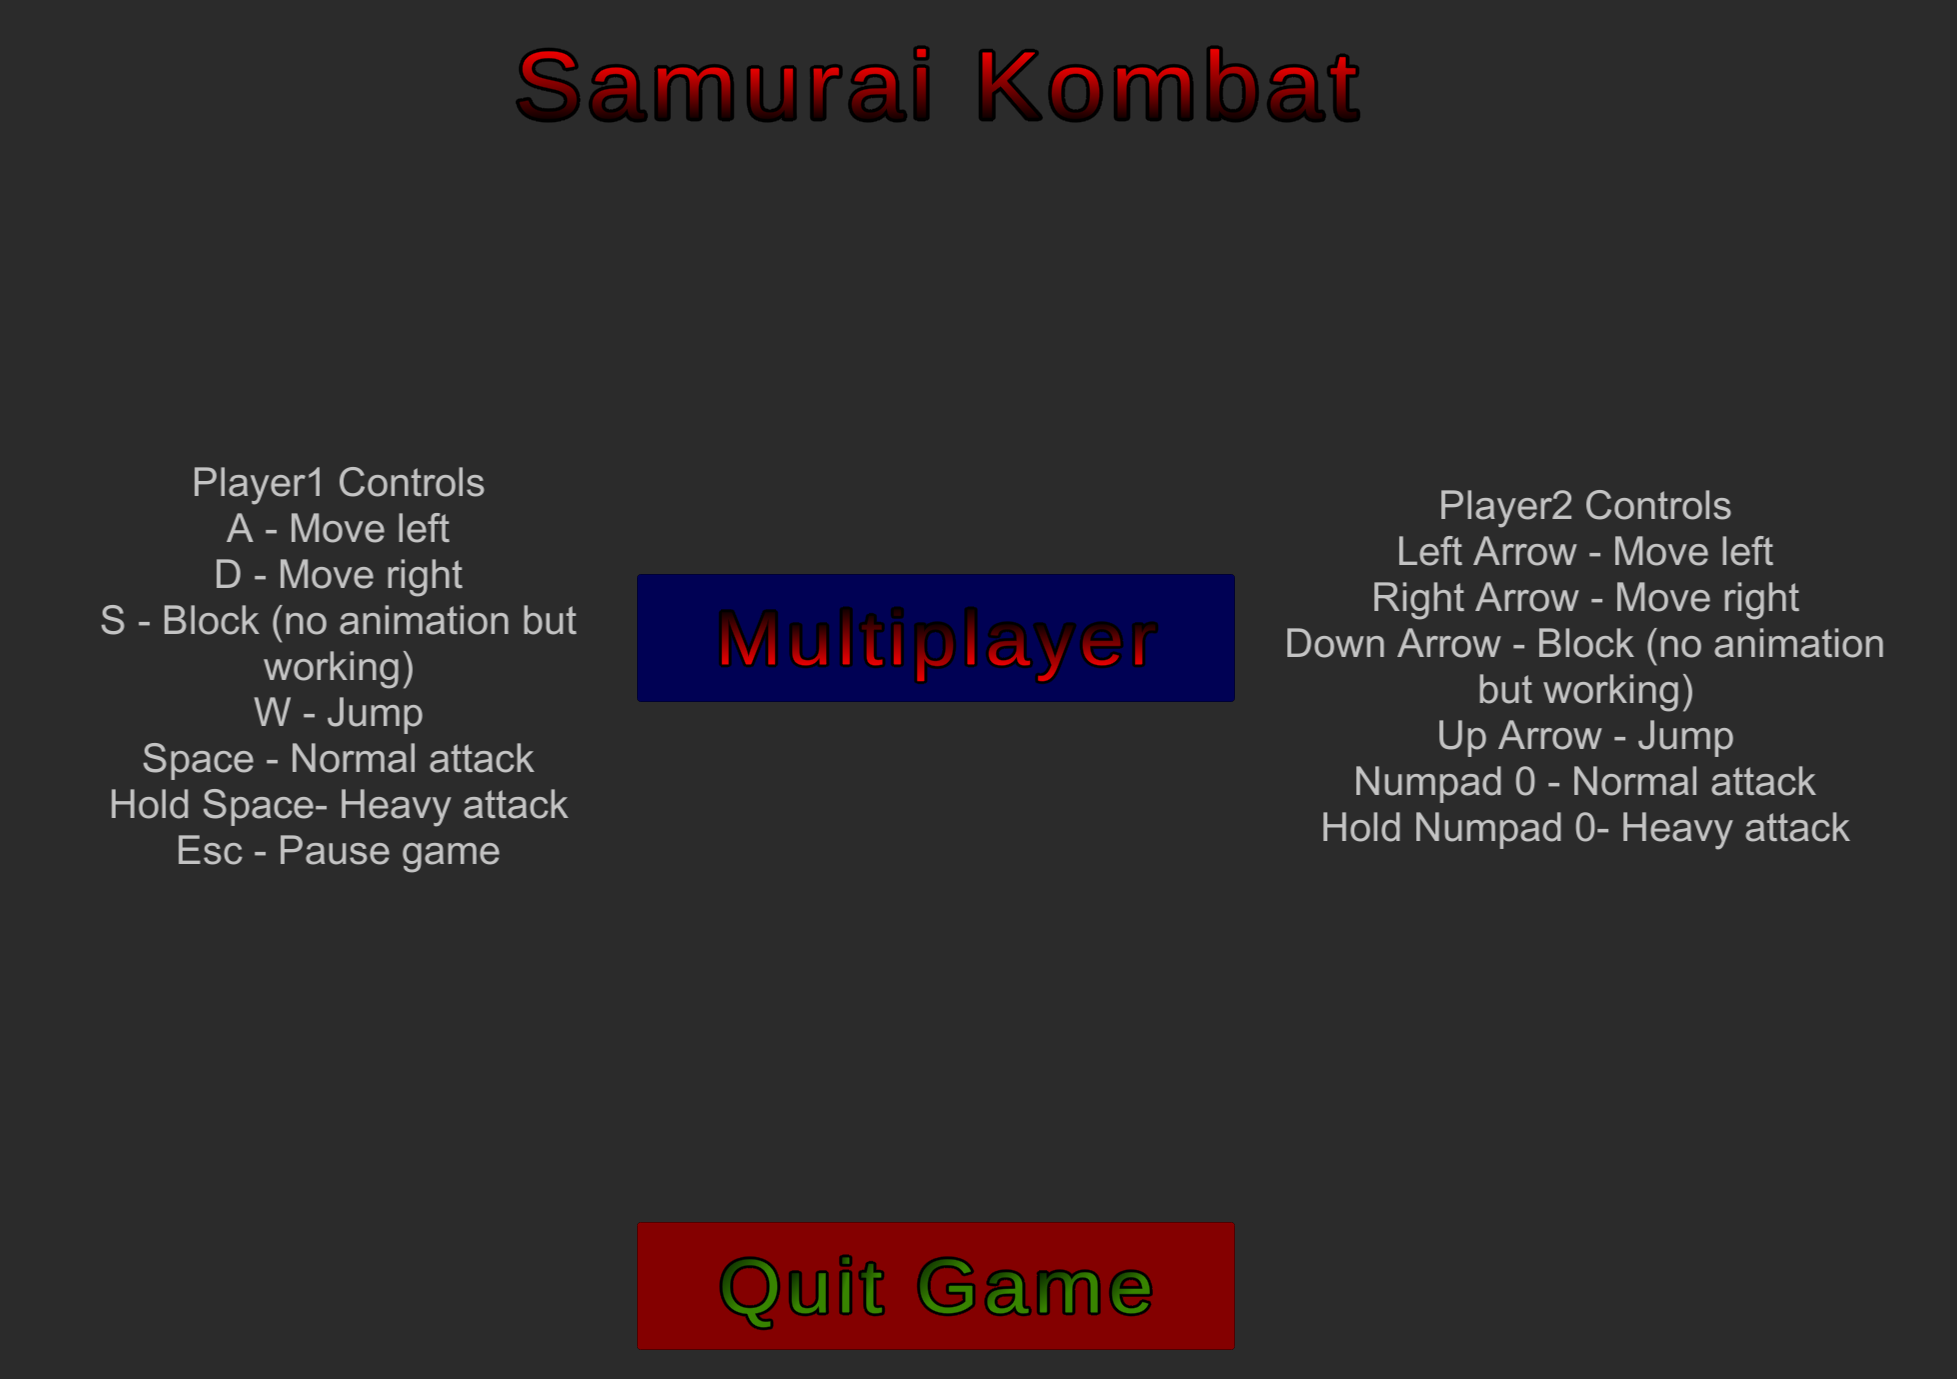 Samurai Kombat
Player1 Controls
A - Move left
D - Move right
S - Block (no animation but
working)
W - Jump
Space - Normal attack
Hold Space- Heavy attack
Esc - Pause game
Multiplayer
Player2 Controls
Left Arrow - Move left
Right Arrow - Move right
Down Arrow - Block (no animation
but working)
Up Arrow - Jump
Numpad 0 - Normal attack
Hold Numpad 0- Heavy attack
Quit Game